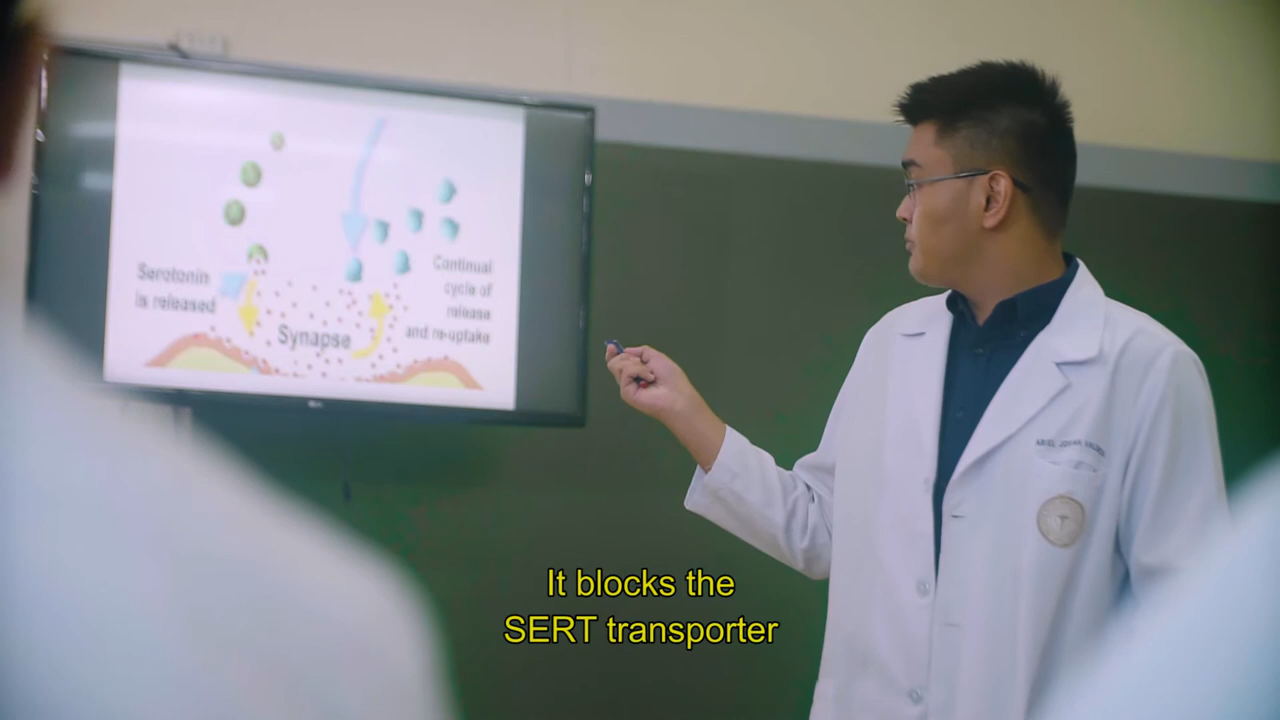 Serotonin
is released
Synapse
Continual
cycle of
release
and re-uptake
It blocks the
SERT transporter